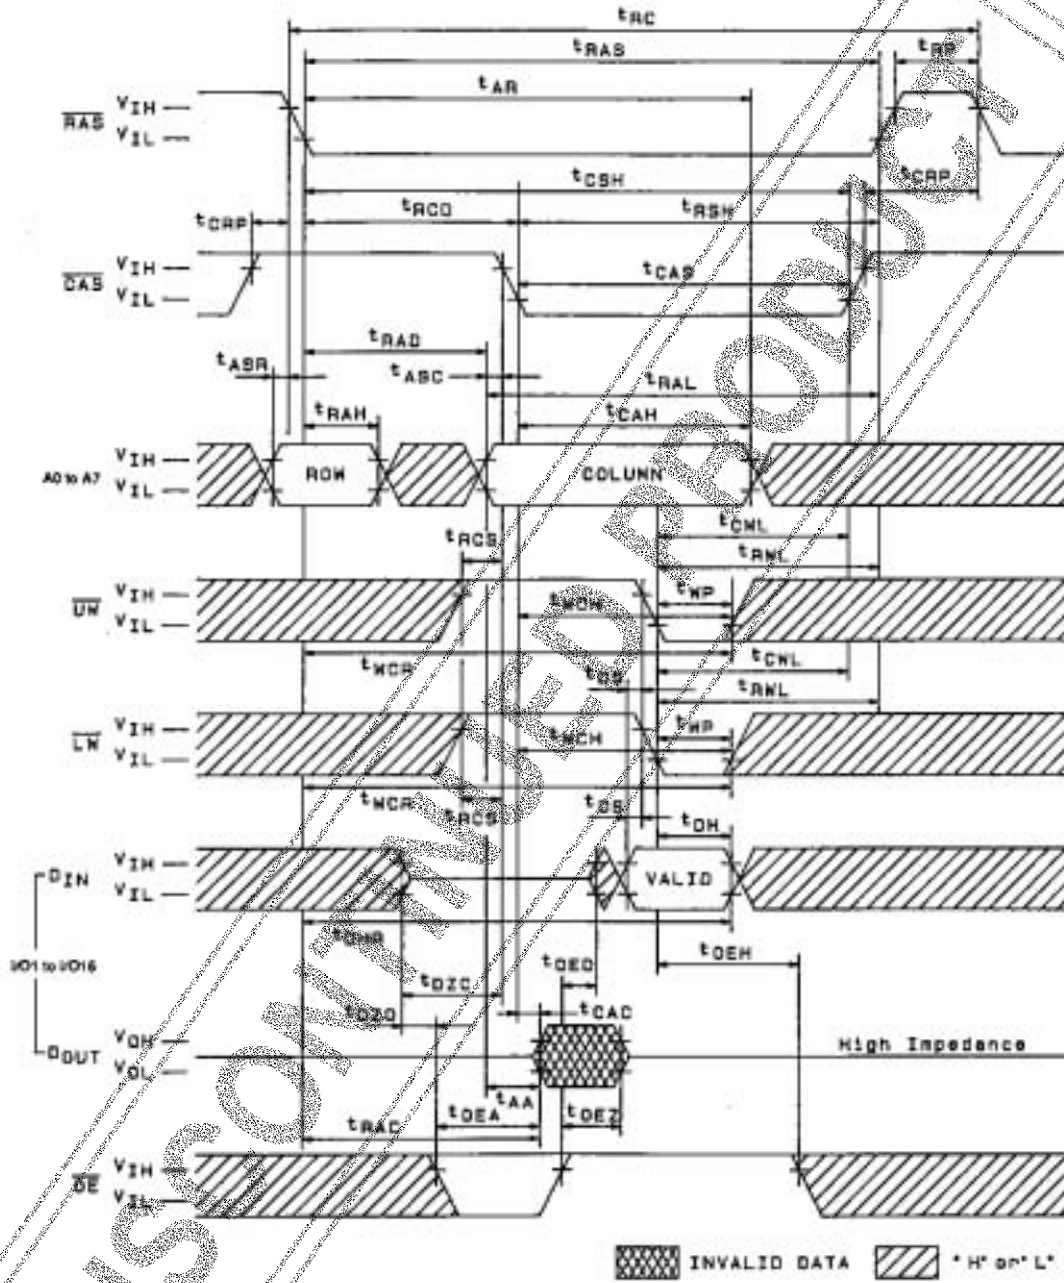 tRC
tRAS
tRP
tAR
RAS VIH
VIL
tCSH
tCRP
tCRP
tRCD
tRSH
CAS VIH
VIL
tCAS
tRAD
tASR
tASC
tRAL
tRAH
tCAH
A0 to A7 VIH
VIL
ROW
COLUMN
tRCS
tCWL
tRWL
tWP
UW VIH
VIL
tWCH
tWCR
tDS
tCWL
tRWL
tWP
LW VIH
VIL
tWCH
tWCR
tRCS
tDS
tDH
DIN VIH
VIL
VALID
tDHR
I/O1 to I/O16
tOED
tOEH
tDZC
tDZO
tCAC
DOUT VOH
VOL
High Impedance
tAA
tOEA
tOEZ
tRAC
OE VIH
VIL
INVALID DATA
"H" or "L"
DISCONTINUED PRODUCT